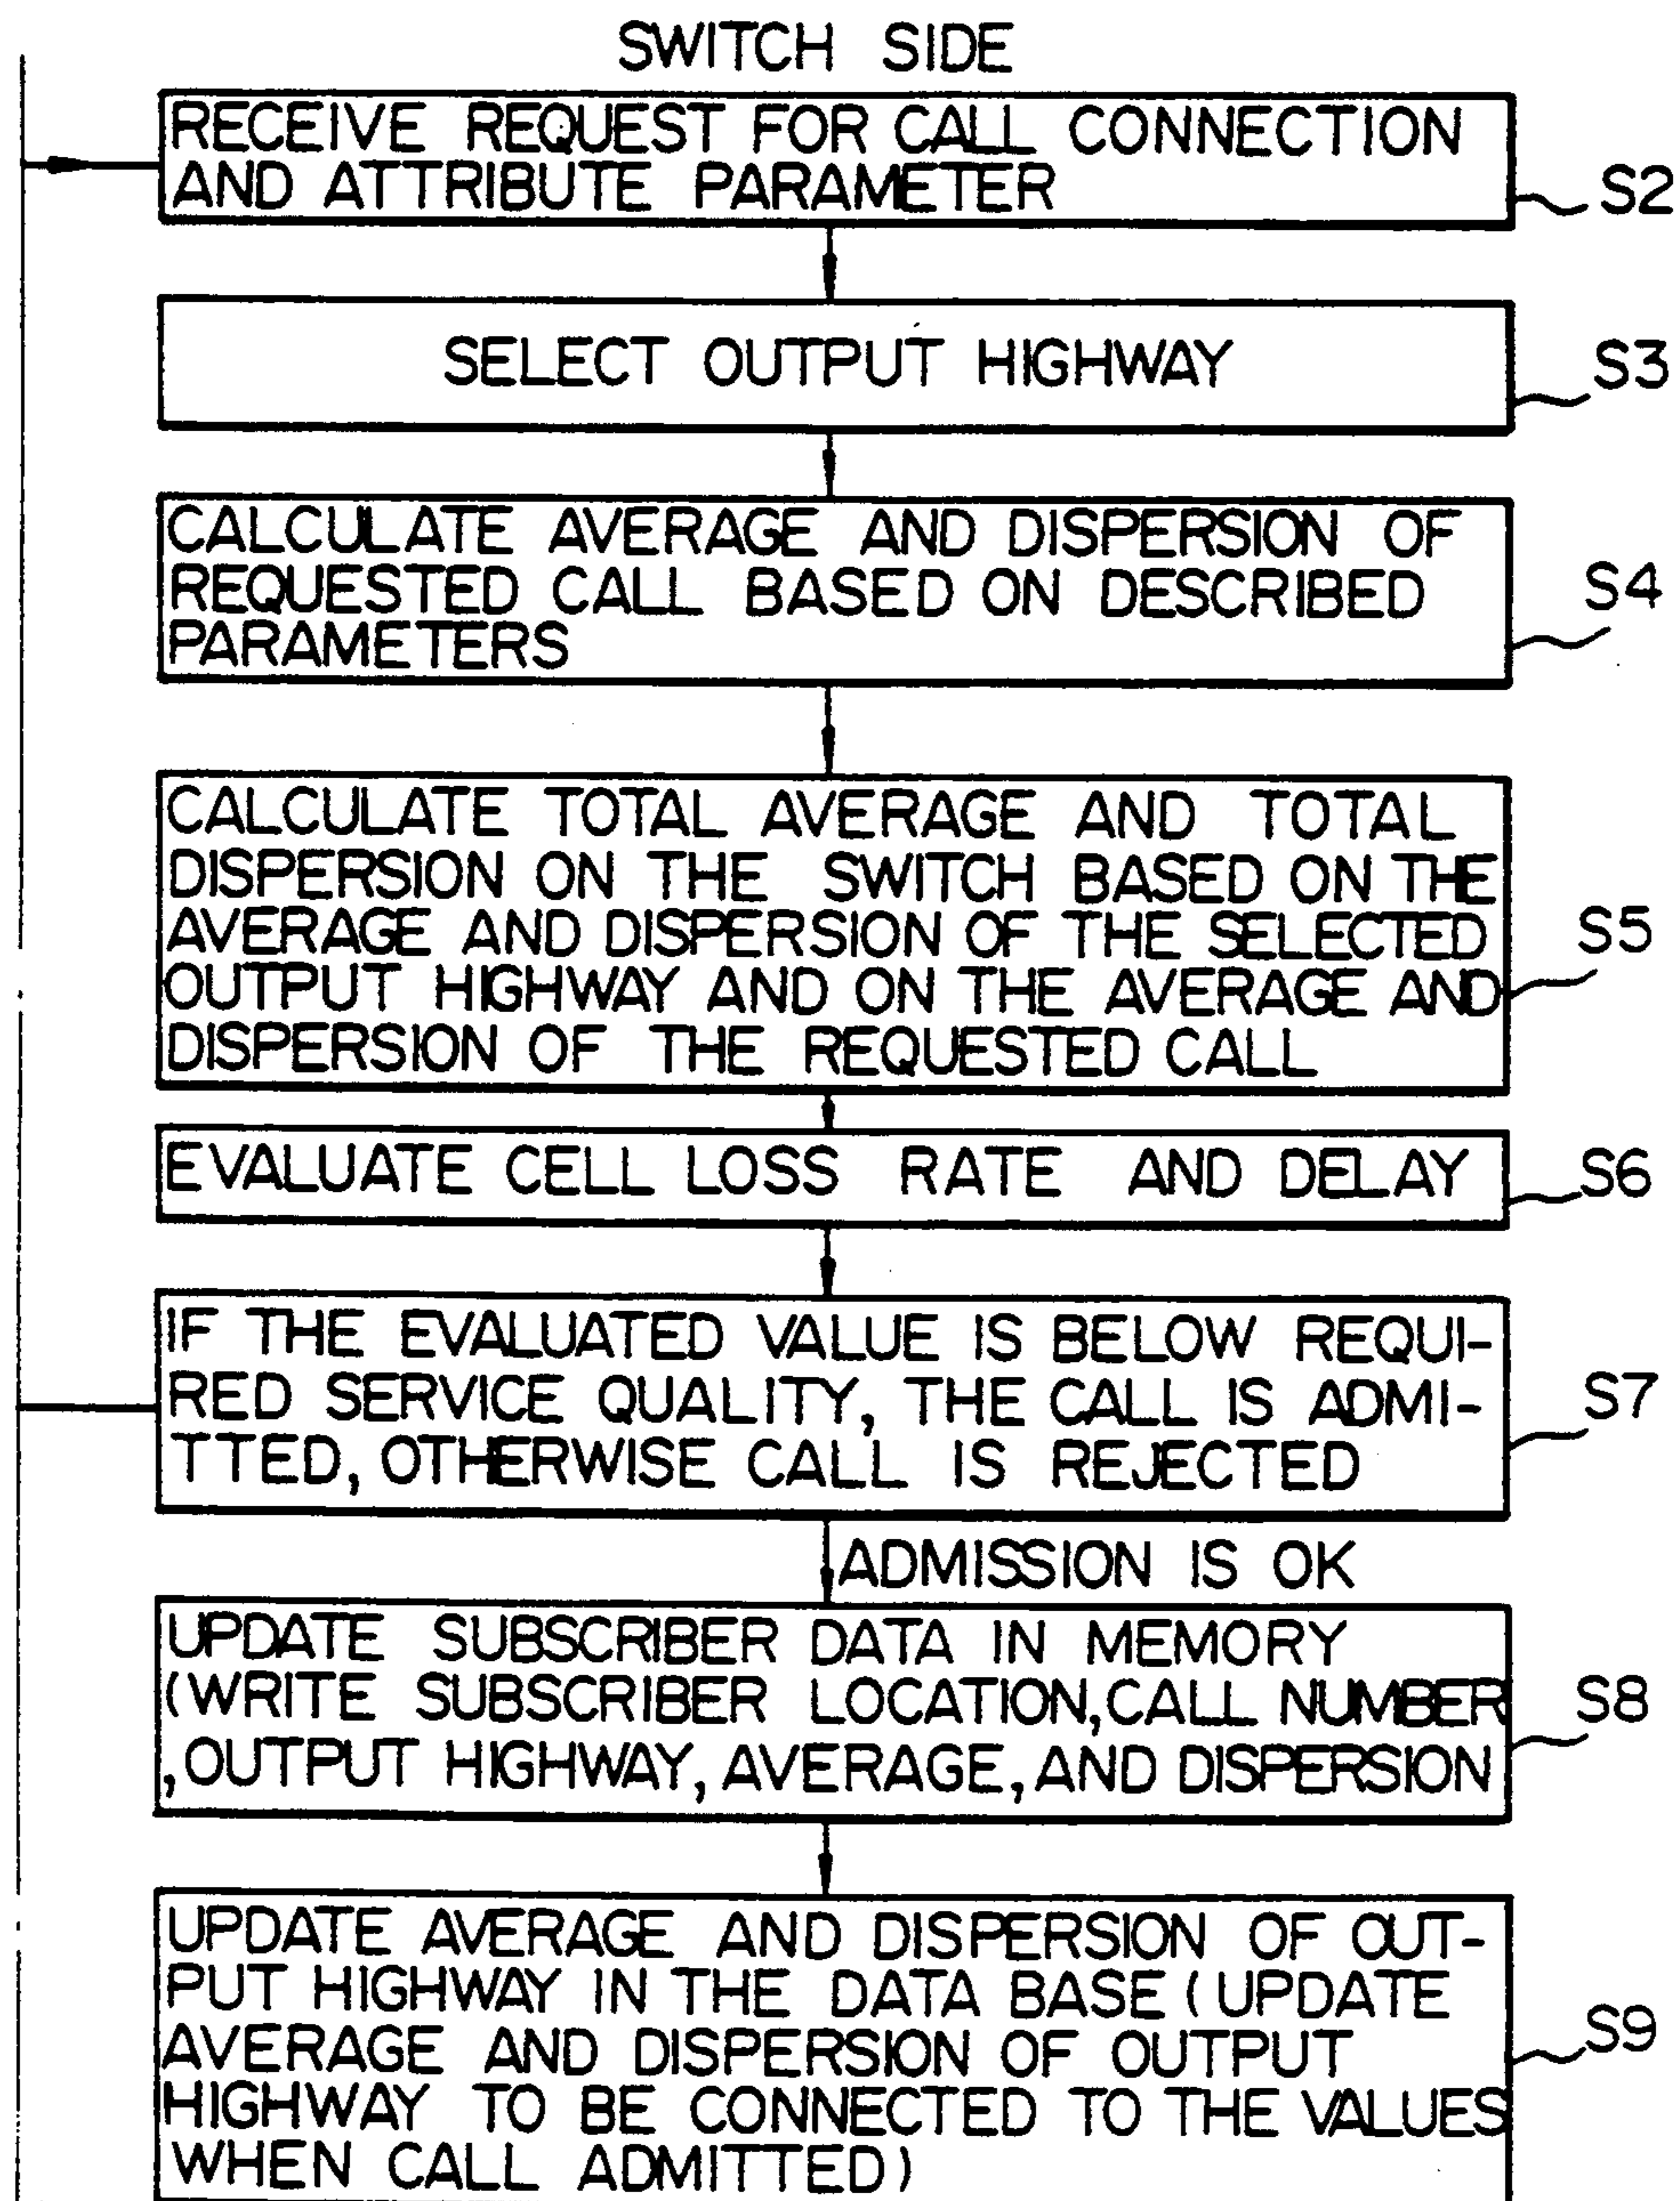 SWITCH SIDE
RECEIVE REQUEST FOR CALL CONNECTION
AND ATTRIBUTE PARAMETER
S2
SELECT OUTPUT HIGHWAY
S3
CALCULATE AVERAGE AND DISPERSION OF
REQUESTED CALL BASED ON DESCRIBED
PARAMETERS
S4
CALCULATE TOTAL AVERAGE AND TOTAL
DISPERSION ON THE SWITCH BASED ON THE
AVERAGE AND DISPERSION OF THE SELECTED
OUTPUT HIGHWAY AND ON THE AVERAGE AND
DISPERSION OF THE REQUESTED CALL
S5
EVALUATE CELL LOSS RATE AND DELAY
S6
IF THE EVALUATED VALUE IS BELOW REQUI-
RED SERVICE QUALITY, THE CALL IS ADMI-
TTED, OTHERWISE CALL IS REJECTED
S7
ADMISSION IS OK
UPDATE SUBSCRIBER DATA IN MEMORY
(WRITE SUBSCRIBER LOCATION, CALL NUMBER
, OUTPUT HIGHWAY, AVERAGE, AND DISPERSION
S8
UPDATE AVERAGE AND DISPERSION OF OUT-
PUT HIGHWAY IN THE DATA BASE (UPDATE
AVERAGE AND DISPERSION OF OUTPUT
HIGHWAY TO BE CONNECTED TO THE VALUES
WHEN CALL ADMITTED)
S9